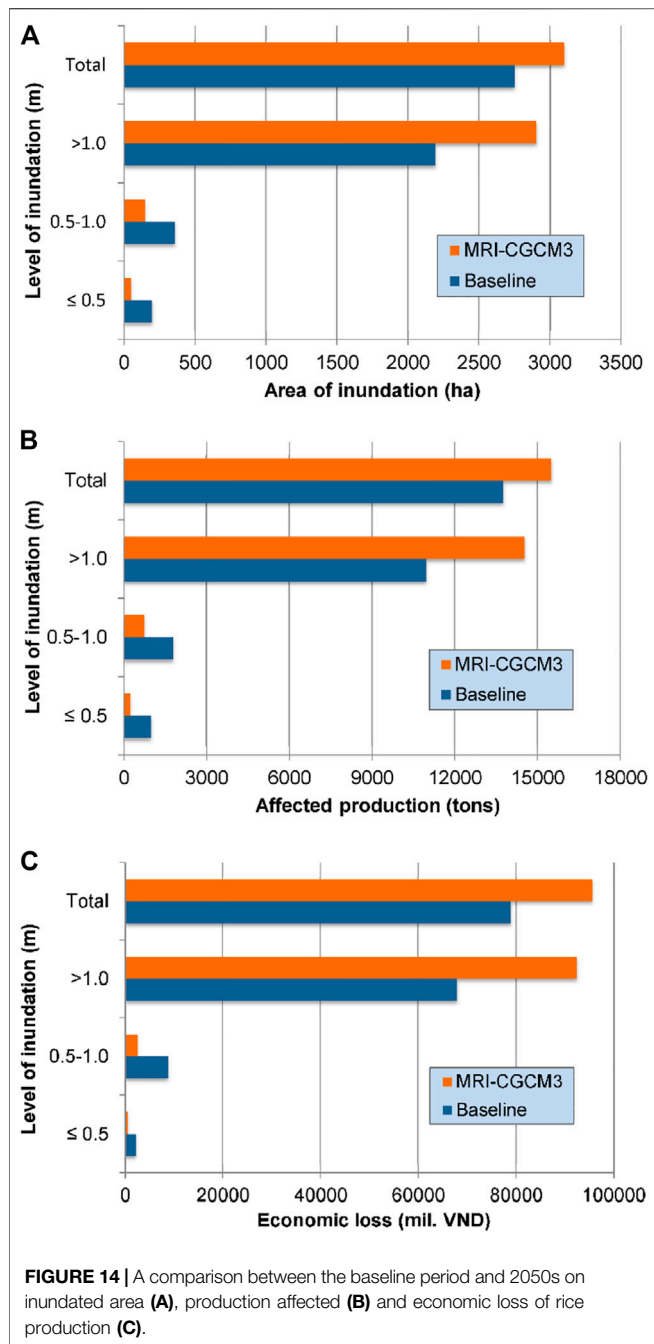 A
Level of inundation (m)
Total
>1.0
0.5-1.0
≤ 0.5
MRI-CGCM3
Baseline
0 500 1000 1500 2000 2500 3000 3500
Area of inundation (ha)
B
Level of inundation (m)
Total
>1.0
0.5-1.0
≤ 0.5
MRI-CGCM3
Baseline
0 3000 6000 9000 12000 15000 18000
Affected production (tons)
C
Level of inundation (m)
Total
>1.0
0.5-1.0
≤ 0.5
MRI-CGCM3
Baseline
0 20000 40000 60000 80000 100000
Economic loss (mil. VND)
FIGURE 14 | A comparison between the baseline period and 2050s on
inundated area (A), production affected (B) and economic loss of rice
production (C).